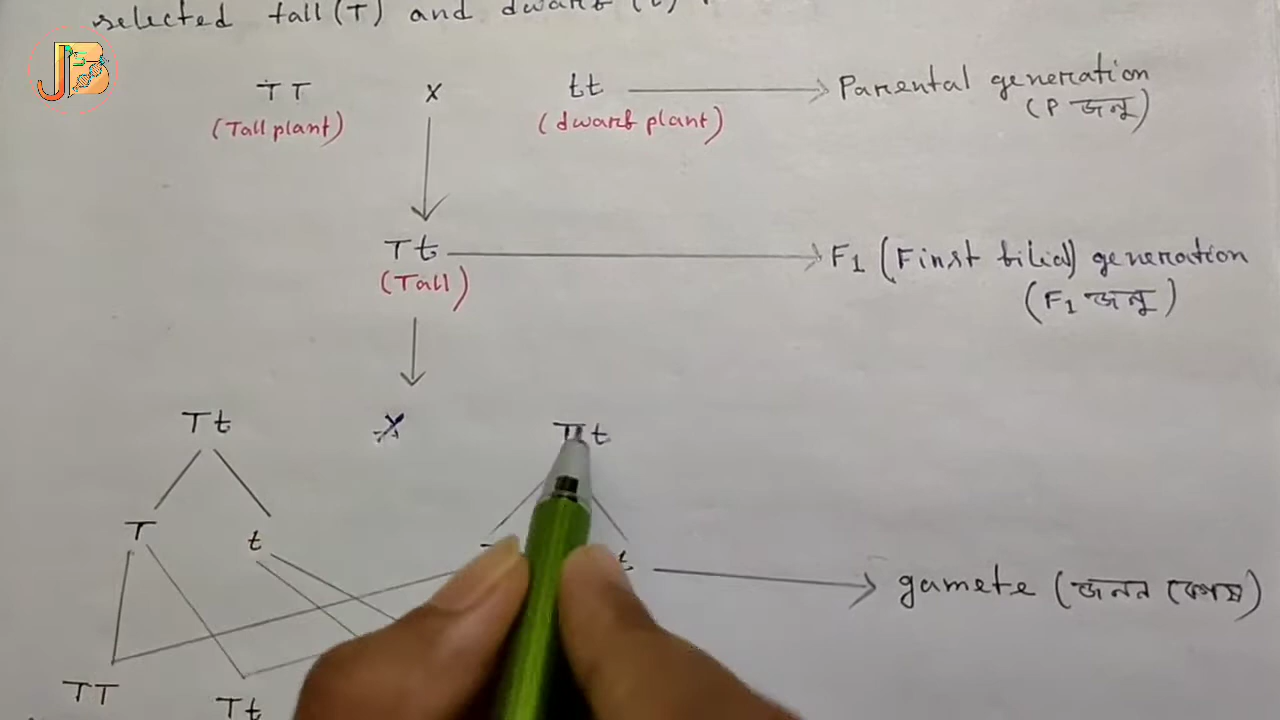 selected tall (T) and dwarf (t).
JB
TT x tt Parental generation
(Tall plant) (dwarf plant) (P জনু)
Tt F1 (First filial) generation
(Tall) (F1 জনু)
Tt x Tt
T t t
gamete (জনন কোষ)
TT Tt